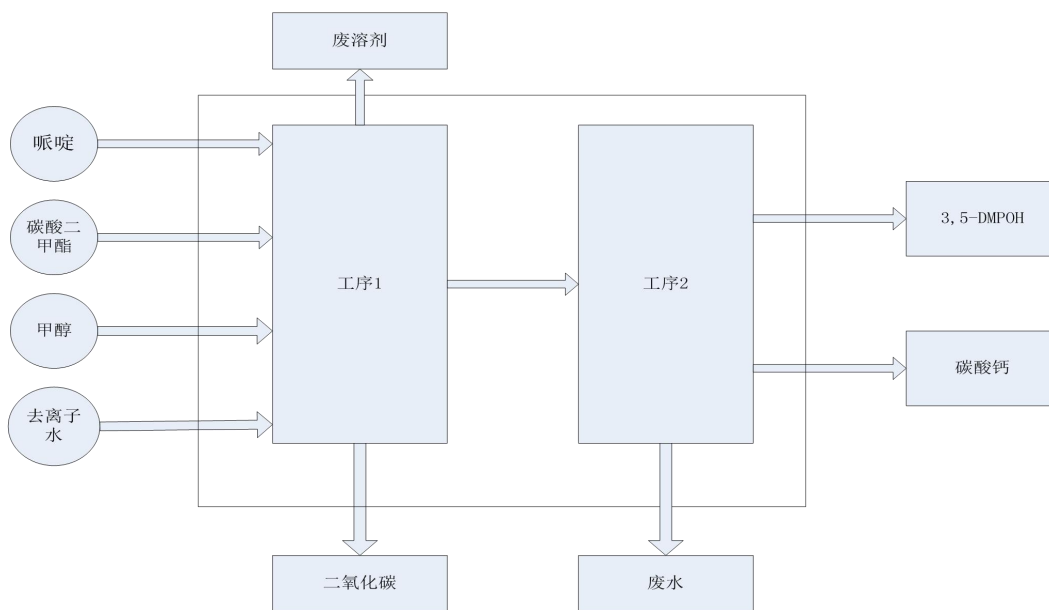 废溶剂
哌啶
碳酸二
甲酯
甲醇
去离子
水
工序1
工序2
3,5-DMPOH
碳酸钙
二氧化碳
废水